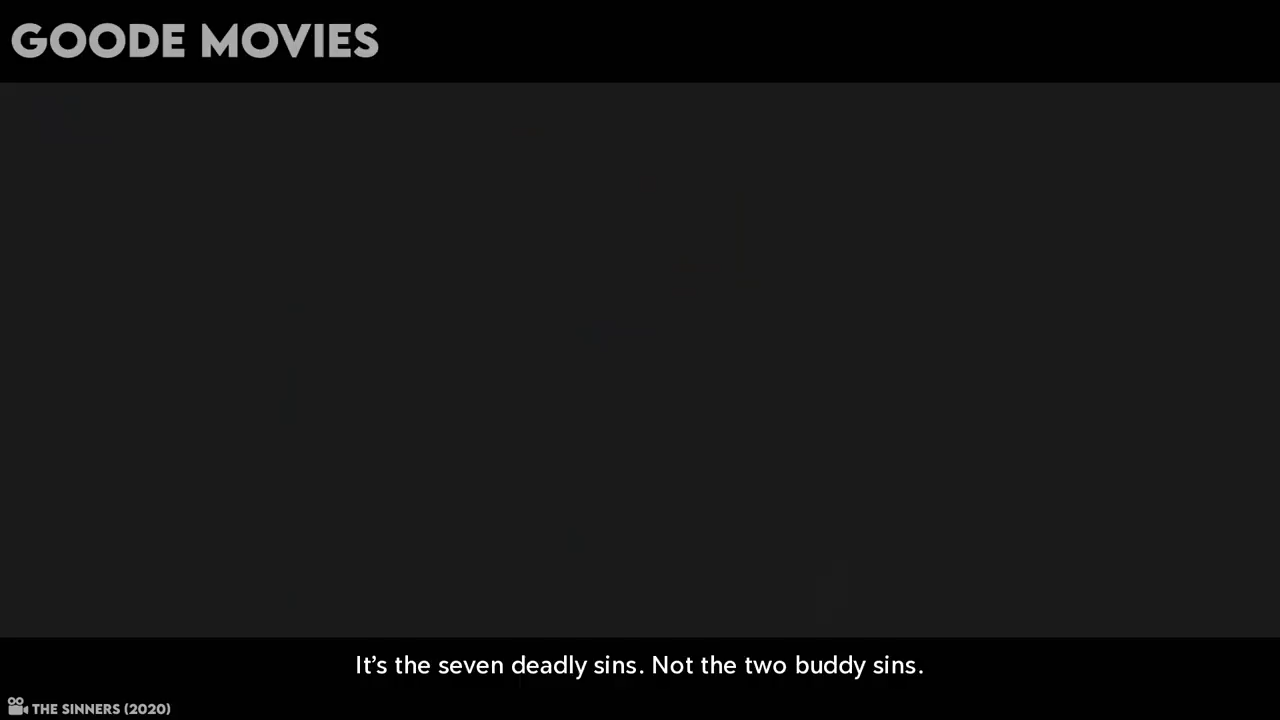 GOODE MOVIES
It’s the seven deadly sins. Not the two buddy sins.
THE SINNERS (2020)